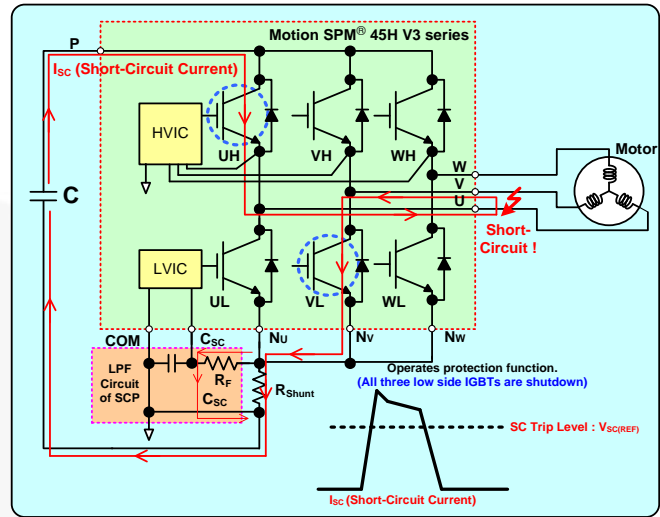 Motion SPM® 45H V3 series
P
ISC (Short-Circuit Current)
HVIC
UH
VH
WH
Motor
W
V
U
C
Short-
Circuit !
LVIC
UL
VL
WL
COM
CSC
NU
NV
NW
LPF
Circuit
of SCP
RF
CSC
RShunt
Operates protection function.
(All three low side IGBTs are shutdown)
SC Trip Level : VSC(REF)
ISC (Short-Circuit Current)